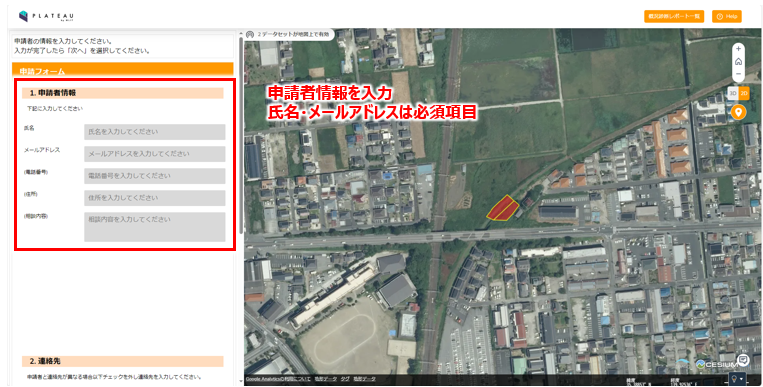 PLATEAU
by MLIT
概況診断レポート一覧
Help
申請者の情報を入力してください。
入力が完了したら「次へ」を選択してください。
2 データセットが地図上で有効
申請フォーム
1. 申請者情報
下記に入力してください
氏名
氏名を入力してください
メールアドレス
メールアドレスを入力してください
(電話番号)
電話番号を入力してください
(住所)
住所を入力してください
(相談内容)
相談内容を入力してください
申請者情報を入力
氏名・メールアドレスは必須項目
3D
2D
2. 連絡先
申請者と連絡先が異なる場合以下チェックを外し連絡先を入力してください。
Google Analyticsの利用について
地形データ
タグ
地形データ
CESIUM